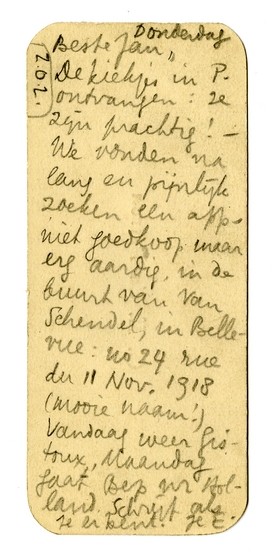 Donderdag
Z.O.Z.
Beste Jan,
De kiekjes in P.
ontvangen: ze
zijn prachtig! —
We vonden na
lang en pijnlijk
zoeken een app.
niet goedkoop maar
erg aardig, in de
buurt van Van
Schendel, in Belle-
vue: no 24 rue
du 11 Nov. 1918
(mooie naam!)
Vandaag weer Gis-
toux, Maandag
gaat Bep nr Hol-
land. Schrijf als
je er bent. Je E.